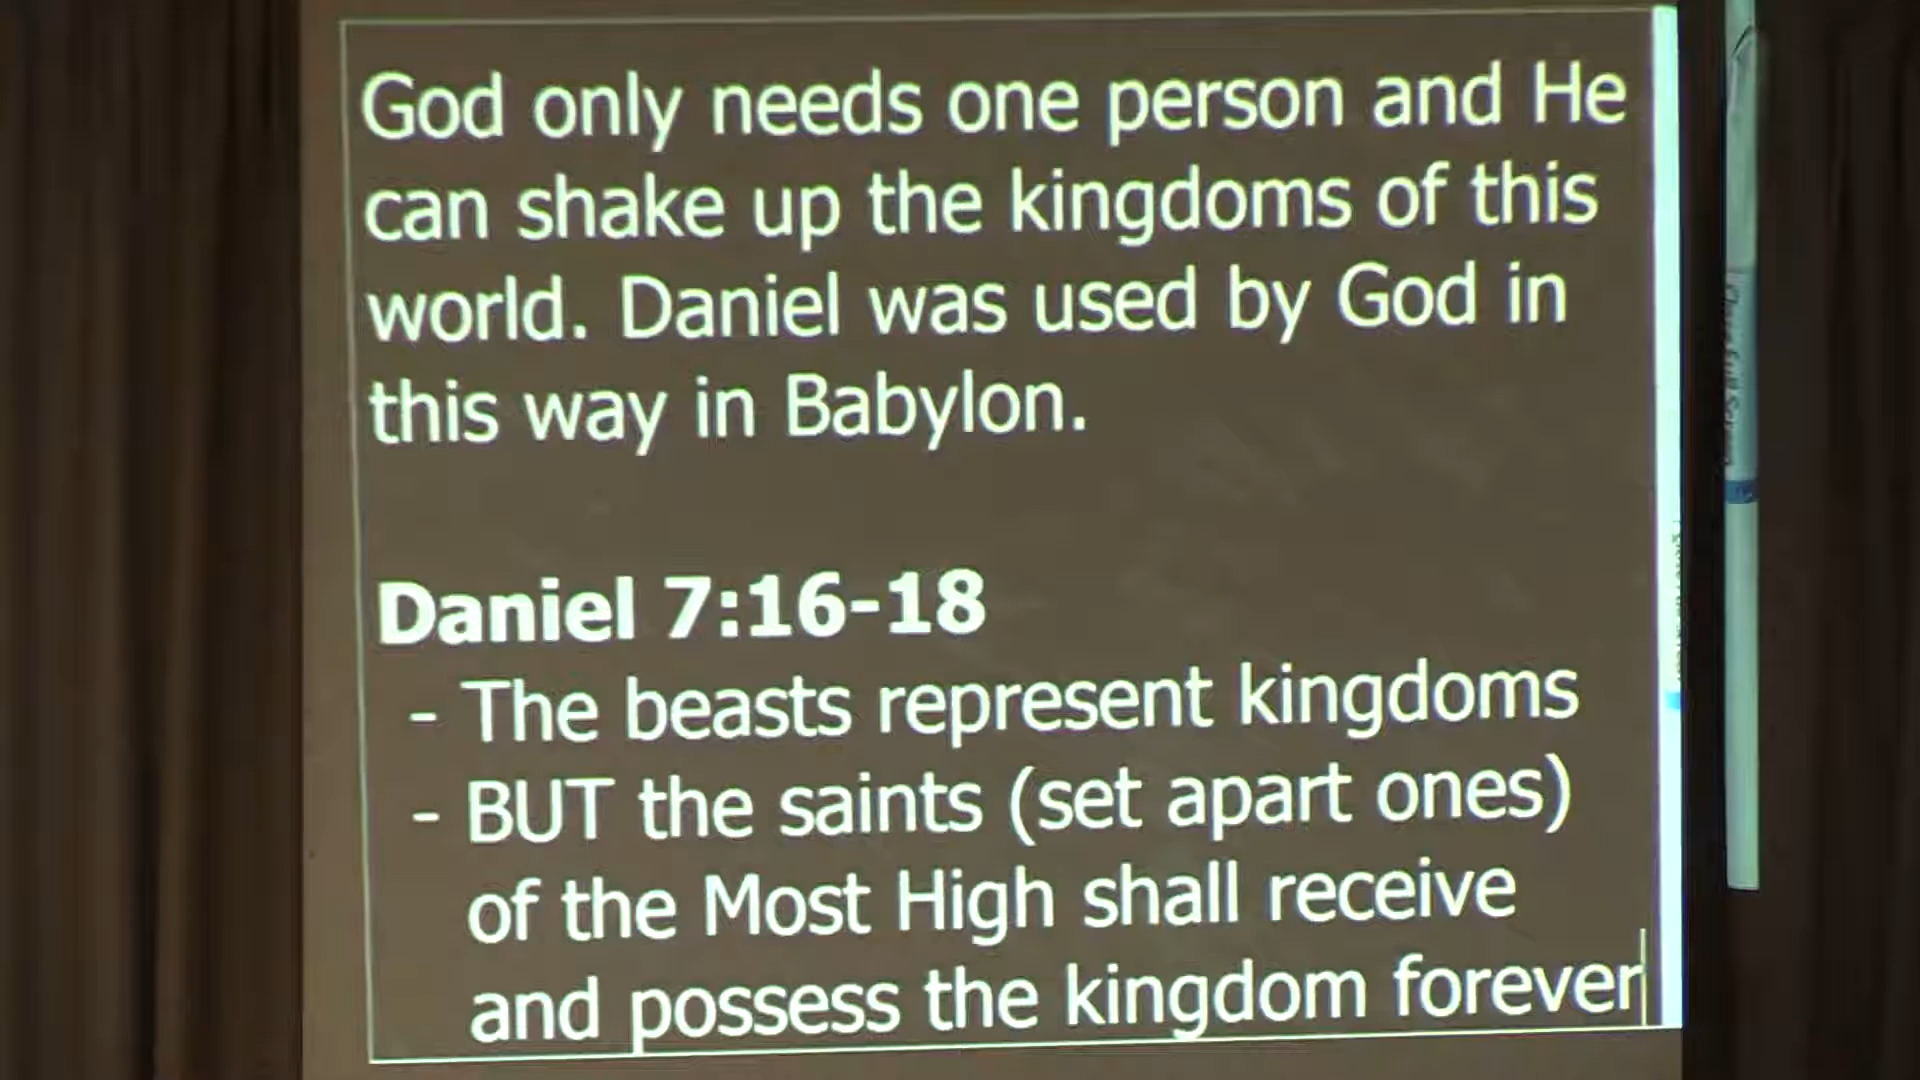 God only needs one person and He
can shake up the kingdoms of this
world. Daniel was used by God in
this way in Babylon.
Daniel 7:16-18
- The beasts represent kingdoms
- BUT the saints (set apart ones)
of the Most High shall receive
and possess the kingdom forever